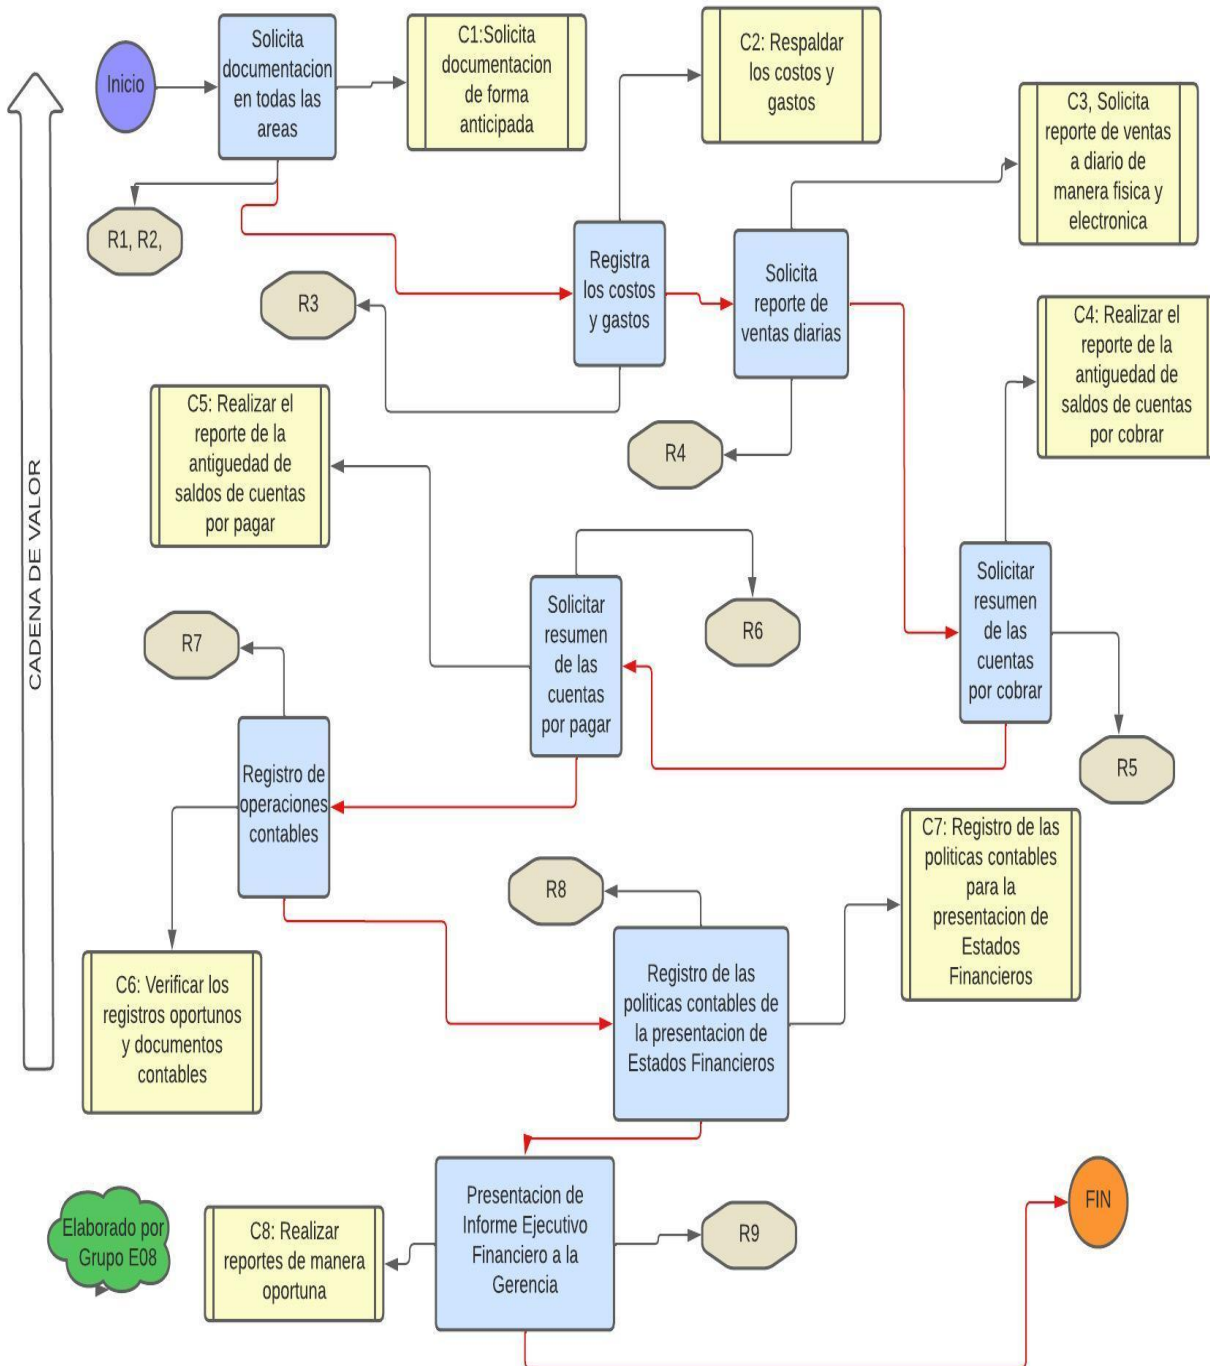 Inicio
Solicita
documentacion
en todas las
areas
C1:Solicita
documentacion
de forma
anticipada
C2: Respaldar
los costos y
gastos
C3, Solicita
reporte de ventas
a diario de
manera fisica y
electronica
R1, R2,
R3
Registra
los costos
y gastos
Solicita
reporte de
ventas diarias
C4: Realizar el
reporte de la
antiguedad de
saldos de cuentas
por cobrar
C5: Realizar el
reporte de la
antiguedad de
saldos de cuentas
por pagar
R4
CADENA DE VALOR
R7
Solicitar
resumen
de las
cuentas
por pagar
R6
Solicitar
resumen
de las
cuentas
por cobrar
R5
Registro de
operaciones
contables
R8
C7: Registro de las
politicas contables
para la
presentacion de
Estados
Financieros
C6: Verificar los
registros oportunos
y documentos
contables
Registro de las
politicas contables de
la presentacion de
Estados Financieros
Elaborado por
Grupo E08
C8: Realizar
reportes de manera
oportuna
Presentacion de
Informe Ejecutivo
Financiero a la
Gerencia
R9
FIN